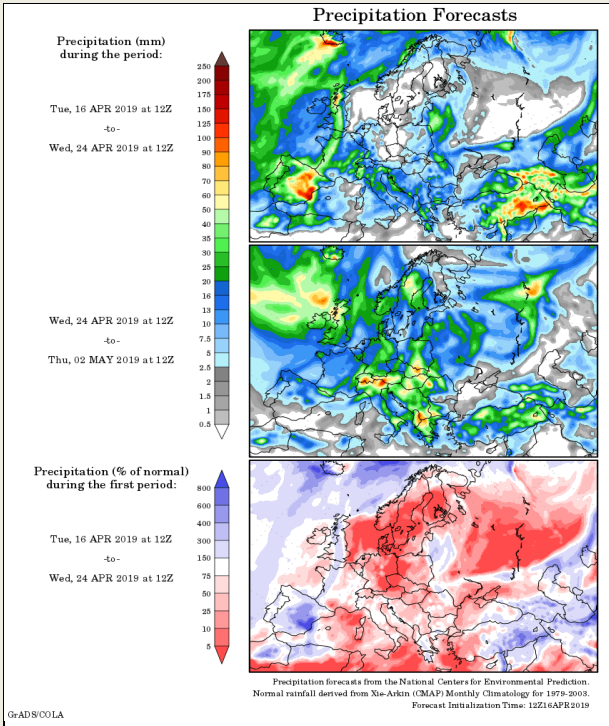 Precipitation Forecasts
Precipitation (mm)
during the period:
Tue, 16 APR 2019 at 12Z
-to-
Wed, 24 APR 2019 at 12Z
250
200
175
150
125
100
90
80
70
60
50
40
35
30
25
20
16
13
10
7.5
5
2.5
2
1.5
1
0.5
Wed, 24 APR 2019 at 12Z
-to-
Thu, 02 MAY 2019 at 12Z
Precipitation (% of normal)
during the first period:
Tue, 16 APR 2019 at 12Z
-to-
Wed, 24 APR 2019 at 12Z
800
600
400
300
150
75
50
25
10
5
Precipitation forecasts from the National Centers for Environmental Prediction.
Normal rainfall derived from Xie-Arkin (CMAP) Monthly Climatology for 1979-2003.
Forecast Initialization Time: 12Z16APR2019
GrADS/COLA